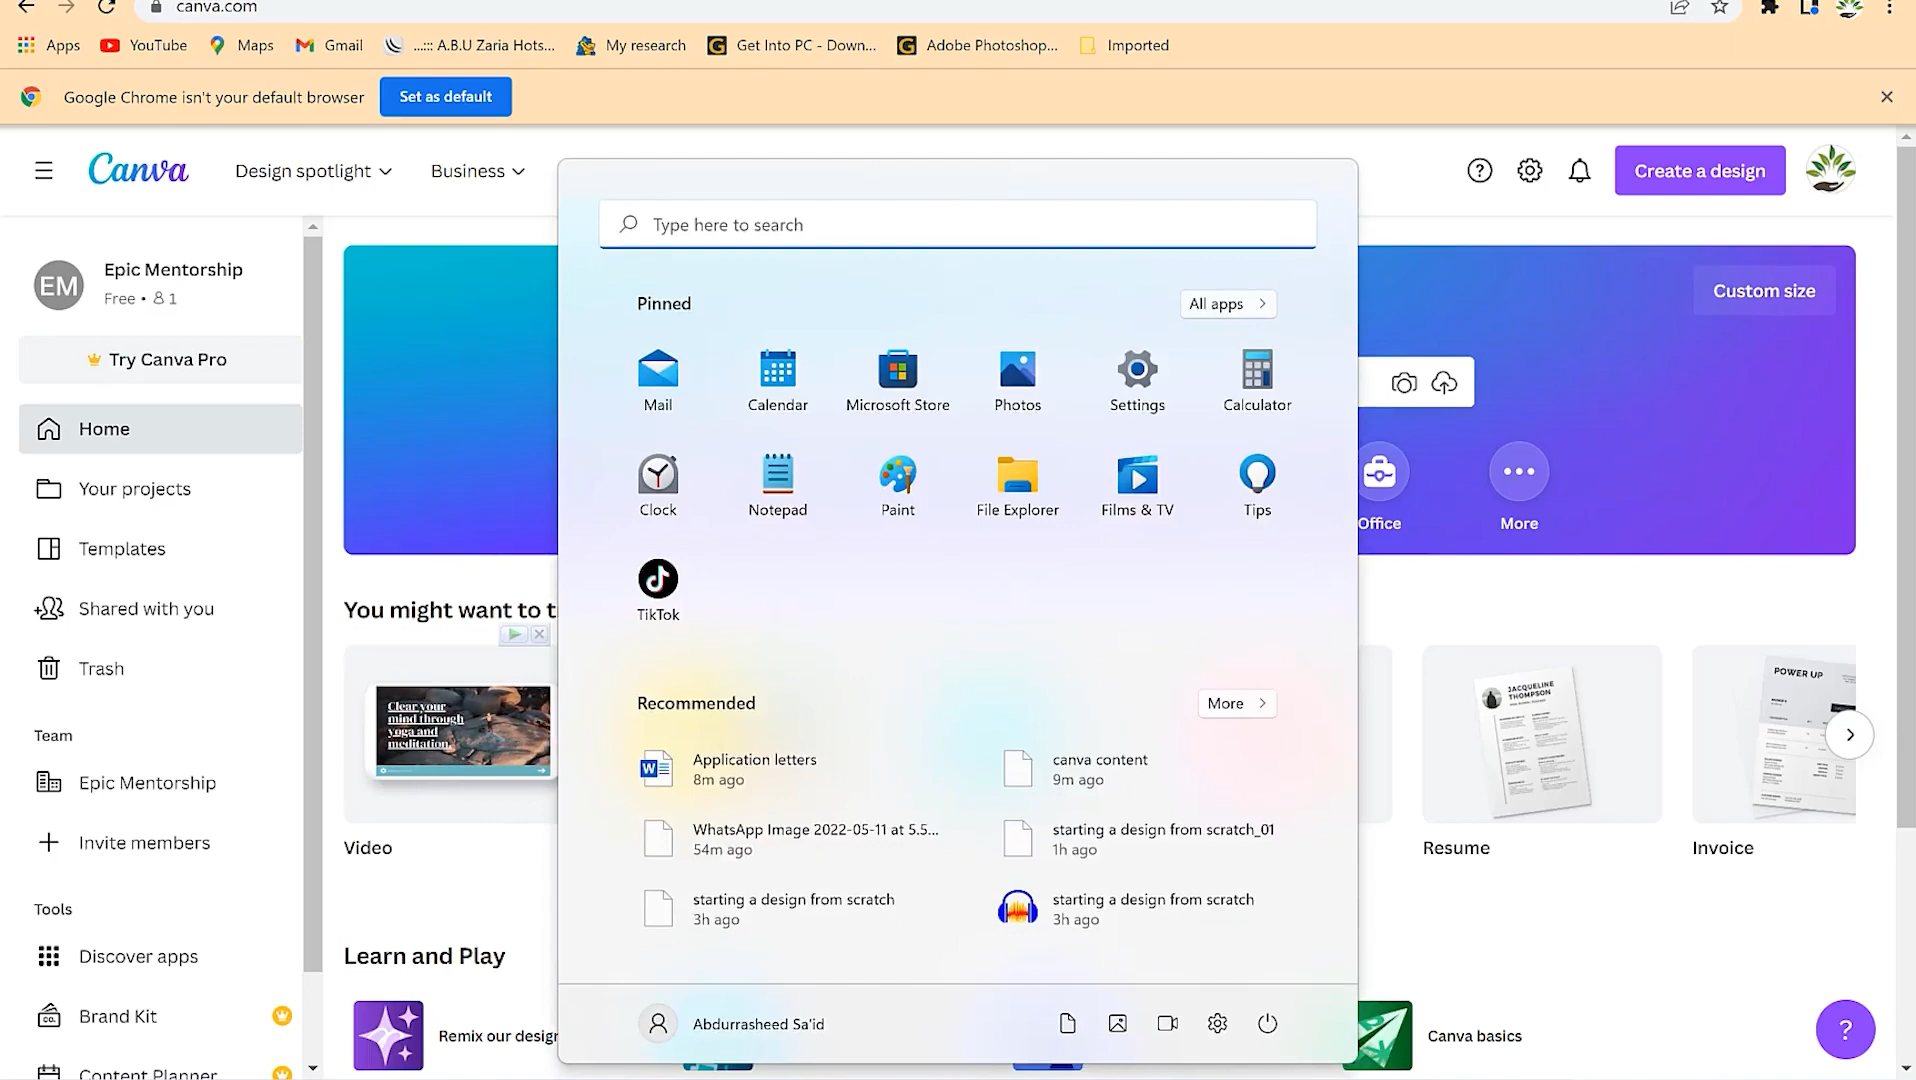 canva.com
Apps
YouTube
Maps
Gmail
...::: A.B.U Zaria Hots...
My research
Get Into PC - Down...
Adobe Photoshop...
Imported
Google Chrome isn't your default browser
Set as default
Canva
Design spotlight
Business
Create a design
EM
Epic Mentorship
Free • 1
Try Canva Pro
Home
Your projects
Templates
Shared with you
Trash
Team
Epic Mentorship
Invite members
Tools
Discover apps
Brand Kit
Content Planner
Type here to search
Pinned
All apps
Mail
Calendar
Microsoft Store
Photos
Settings
Calculator
Clock
Notepad
Paint
File Explorer
Films & TV
Tips
TikTok
Recommended
More
Application letters
8m ago
canva content
9m ago
WhatsApp Image 2022-05-11 at 5.5...
54m ago
starting a design from scratch_01
1h ago
starting a design from scratch
3h ago
starting a design from scratch
3h ago
Abdurrasheed Sa'id
Custom size
Office
More
You might want to t
Clear your
mind through
yoga and
meditation.
Video
JACQUELINE
THOMPSON
Resume
POWER UP
Invoice
Learn and Play
Remix our design
Canva basics
?